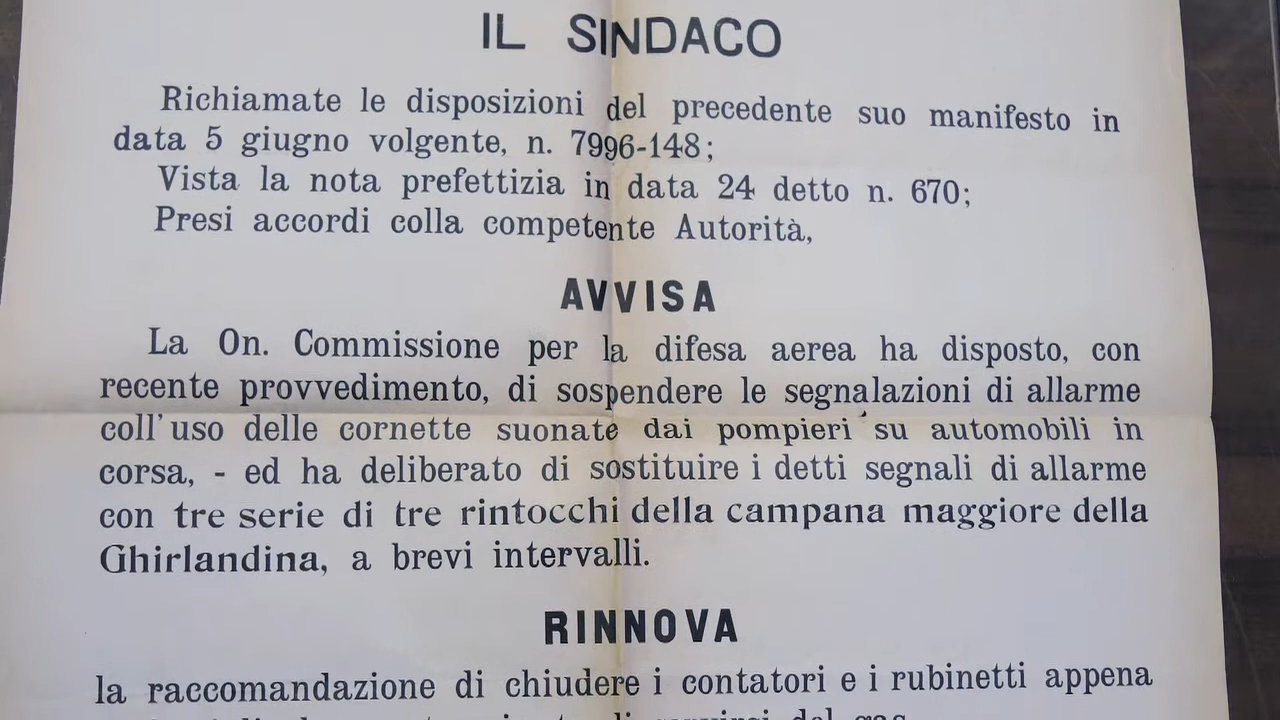 IL SINDACO
Richiamate le disposizioni del precedente suo manifesto in
data 5 giugno volgente, n. 7996-148;
Vista la nota prefettizia in data 24 detto n. 670;
Presi accordi colla competente Autorità,
AVVISA
La On. Commissione per la difesa aerea ha disposto, con
recente provvedimento, di sospendere le segnalazioni di allarme
coll' uso delle cornette suonate dai pompieri su automobili in
corsa, - ed ha deliberato di sostituire i detti segnali di allarme
con tre serie di tre rintocchi della campana maggiore della
Ghirlandina, a brevi intervalli.
RINNOVA
la raccomandazione di chiudere i contatori e i rubinetti appena
di servirsi del gas